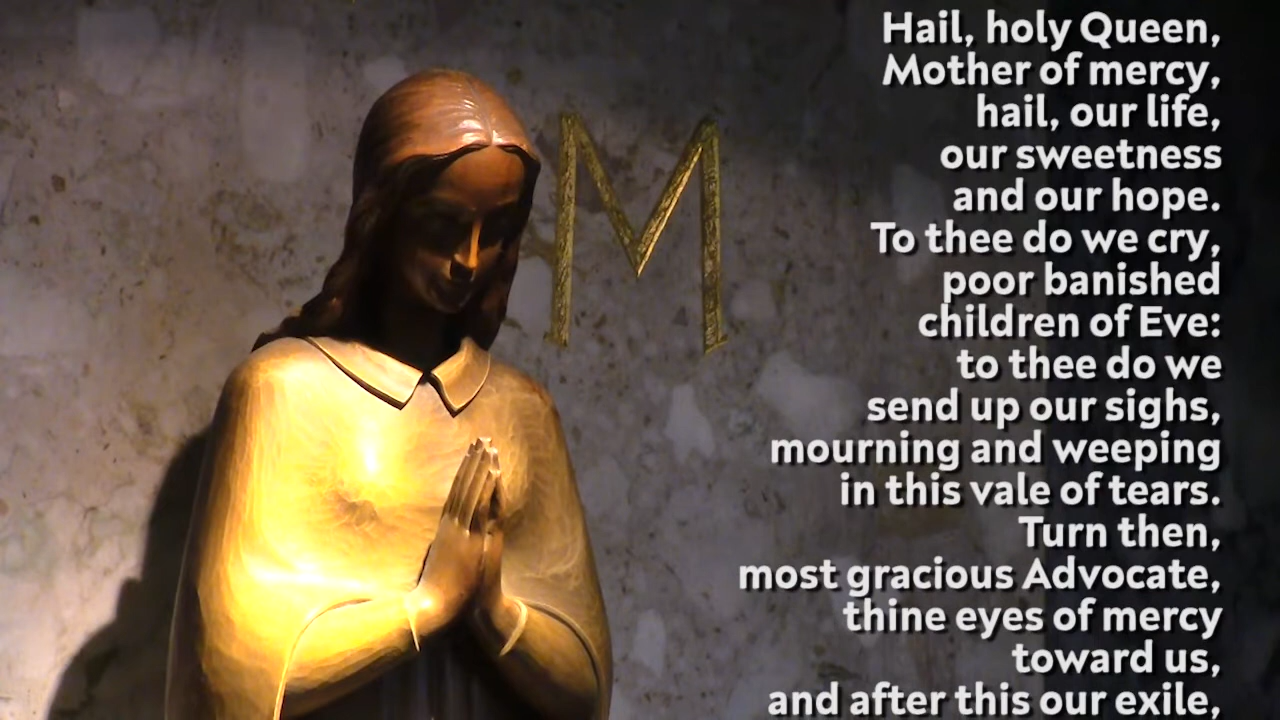 M
Hail, holy Queen,
Mother of mercy,
hail, our life,
our sweetness
and our hope.
To thee do we cry,
poor banished
children of Eve:
to thee do we
send up our sighs,
mourning and weeping
in this vale of tears.
Turn then,
most gracious Advocate,
thine eyes of mercy
toward us,
and after this our exile,